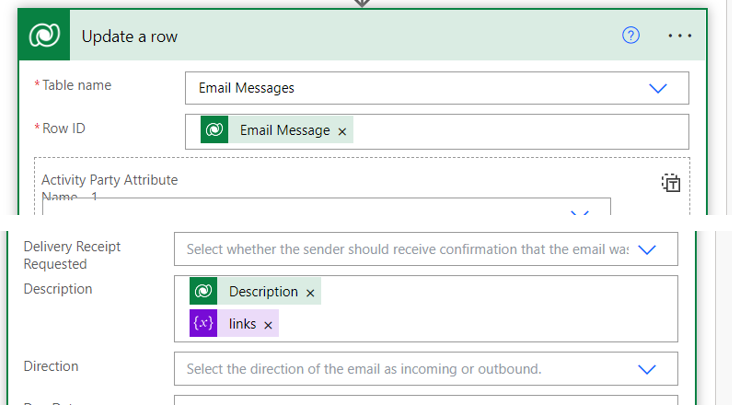 Update a row
? ...
* Table name
Email Messages
* Row ID
Email Message ×
Activity Party Attribute
Name - 1
Delivery Receipt
Requested
Select whether the sender should receive confirmation that the email was
Description
Description ×
{x} links ×
Direction
Select the direction of the email as incoming or outbound.